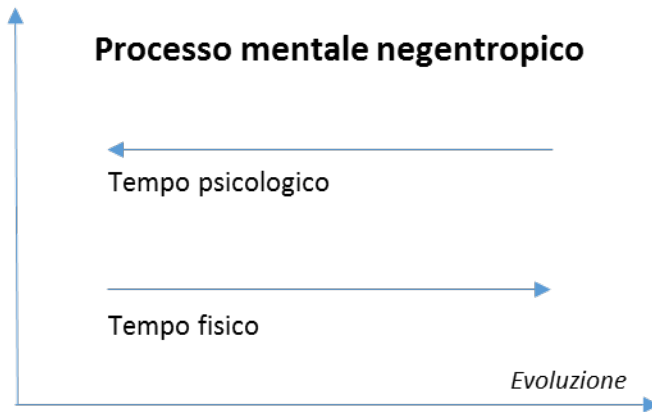 Processo mentale negentropico
Tempo psicologico
Tempo fisico
Evoluzione